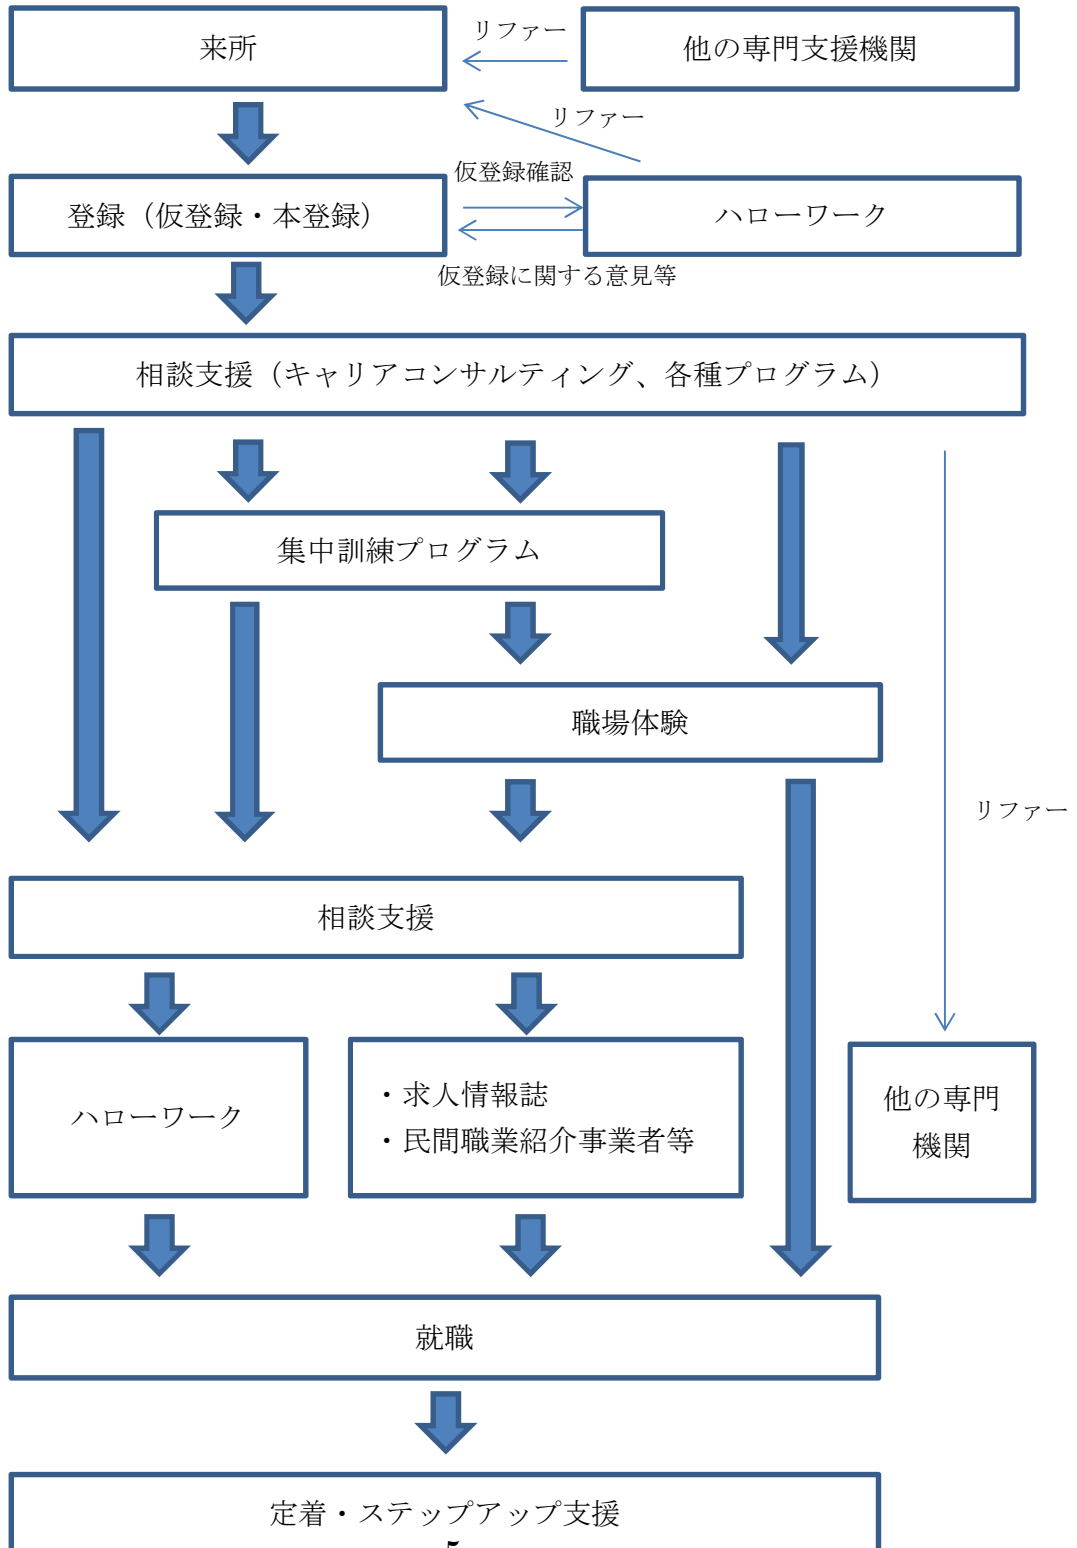 来所
リファー
他の専門支援機関
リファー
仮登録確認
登録（仮登録・本登録）
ハローワーク
仮登録に関する意見等
相談支援（キャリアコンサルティング、各種プログラム）
集中訓練プログラム
職場体験
リファー
相談支援
ハローワーク
・求人情報誌
・民間職業紹介事業者等
他の専門
機関
就職
定着・ステップアップ支援